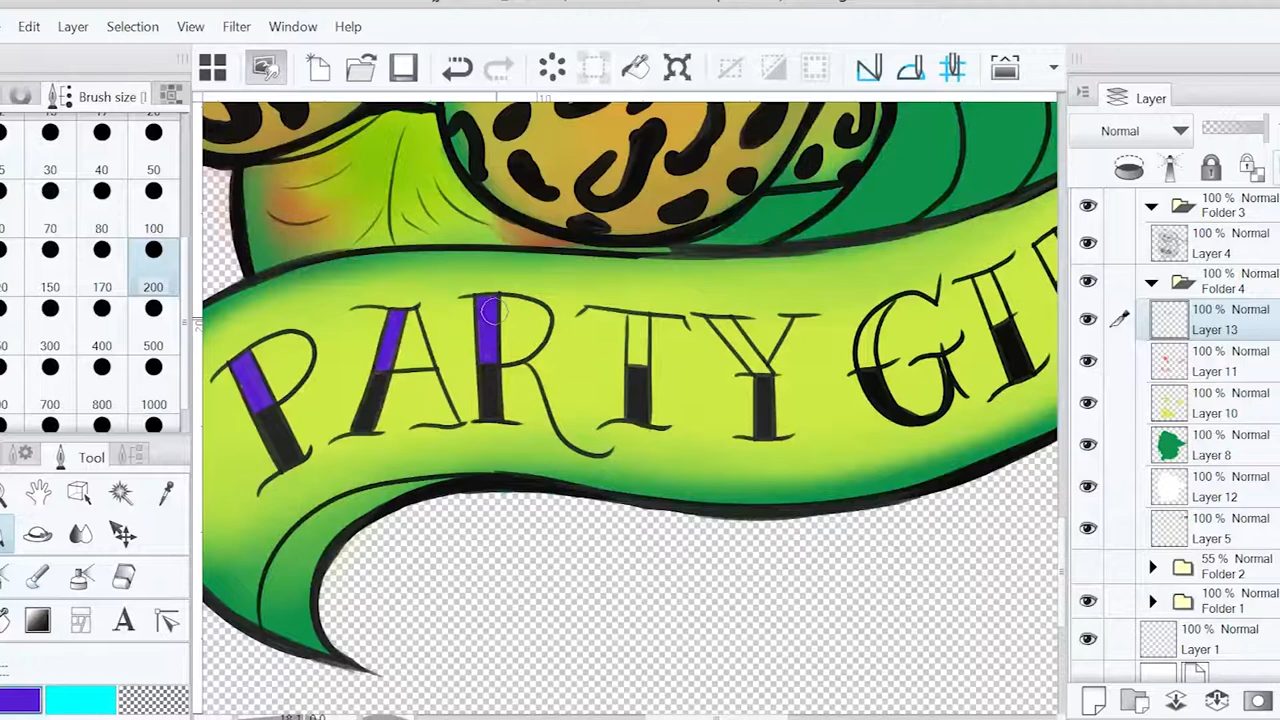 Edit Layer Selection View Filter Window Help
Brush size [
Layer
Normal
10
30 40 50
70 80 100
150 170 200
300 400 500
700 800 1000
Tool
PARTY
100 % Normal
Folder 3
100 % Normal
Layer 4
100 % Normal
Folder 4
100 % Normal
Layer 13
100 % Normal
Layer 11
100 % Normal
Layer 10
100 % Normal
Layer 8
100 % Normal
Layer 12
100 % Normal
Layer 5
55 % Normal
Folder 2
100 % Normal
Folder 1
100 % Normal
Layer 1